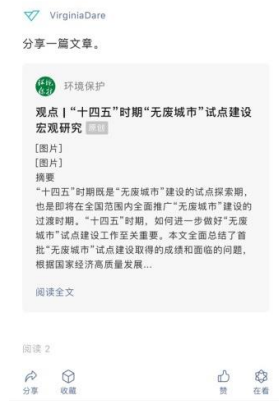 VirginiaDare
分享一篇文章。
环境保护
观点 | “十四五”时期“无废城市”试点建设
宏观研究
[图片]
[图片]
摘要
“十四五”时期既是“无废城市”建设的试点探索期，
也是即将在全国范围内全面推广“无废城市”建设的
过渡时期。“十四五”时期，如何进一步做好“无废
城市”试点建设工作至关重要。本文全面总结了首
批“无废城市”试点建设取得的成绩和面临的问题，
根据国家经济高质量发展...
阅读全文
阅读 2
分享 收藏 赞 在看